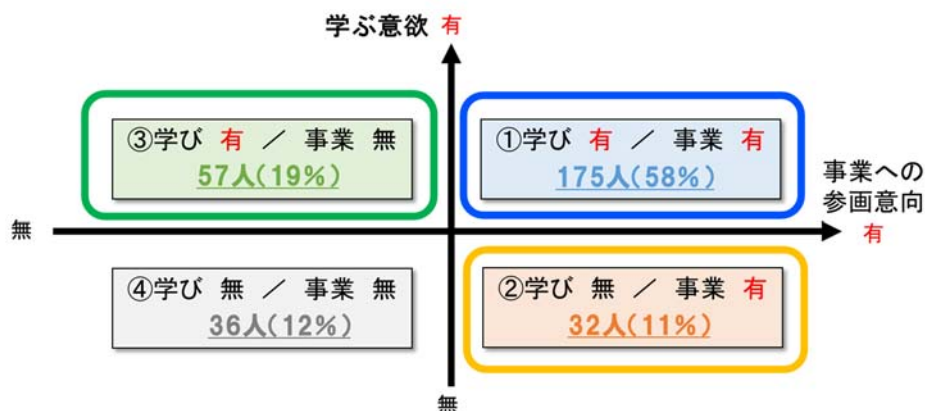 学ぶ意欲 有
③学び 有 / 事業 無
57人(19%)
①学び 有 / 事業 有
175人(58%)
事業への
参画意向
有
無
④学び 無 / 事業 無
36人(12%)
②学び 無 / 事業 有
32人(11%)
無